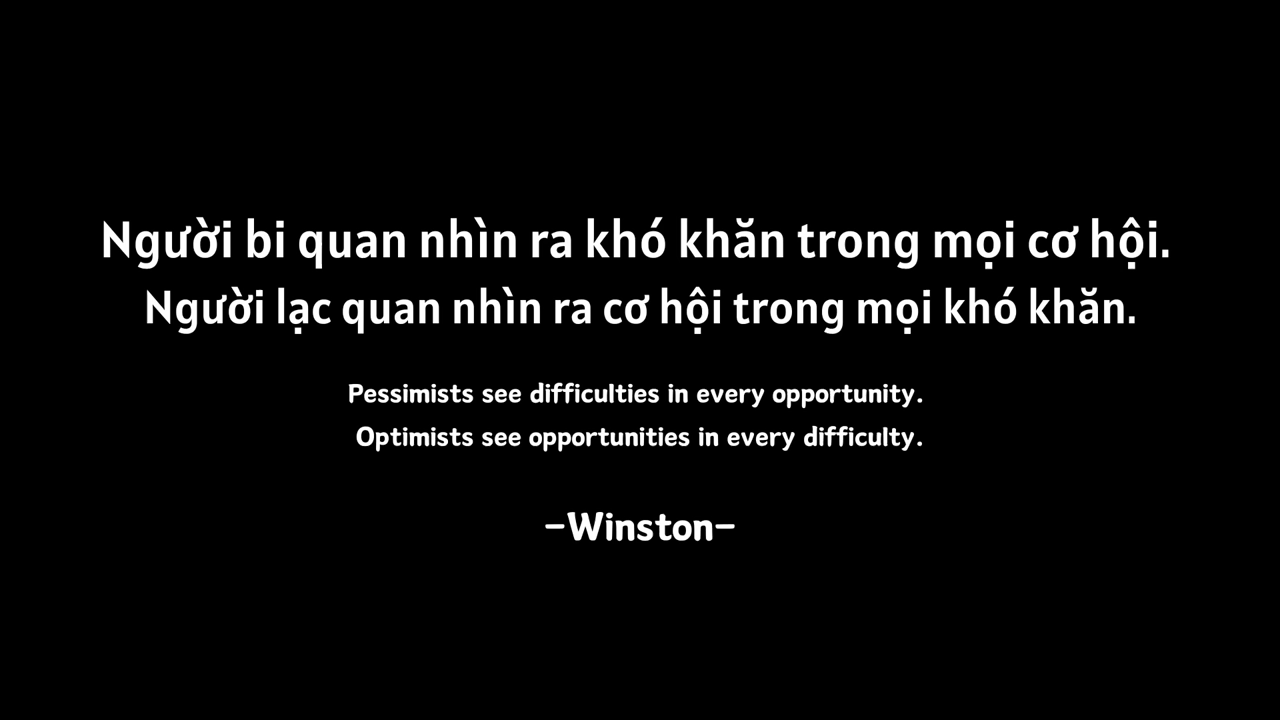 Người bi quan nhìn ra khó khăn trong mọi cơ hội.
Người lạc quan nhìn ra cơ hội trong mọi khó khăn.
Pessimists see difficulties in every opportunity.
Optimists see opportunities in every difficulty.
-Winston-